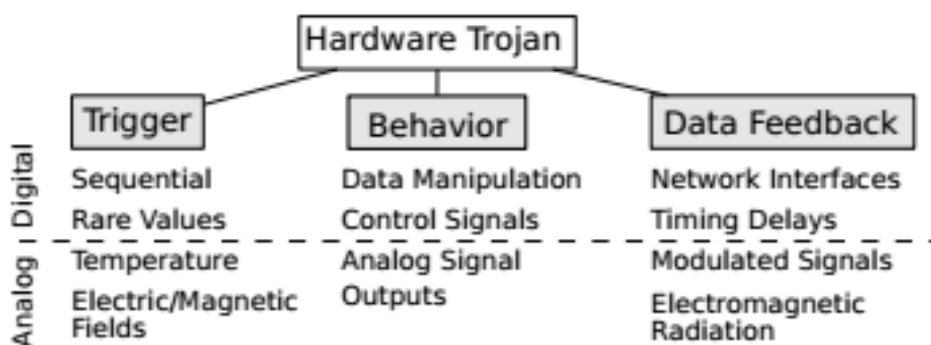 Hardware Trojan
Trigger
Behavior
Data Feedback
Digital
Sequential
Data Manipulation
Network Interfaces
Rare Values
Control Signals
Timing Delays
Analog
Temperature
Analog Signal
Outputs
Modulated Signals
Electric/Magnetic
Fields
Electromagnetic
Radiation